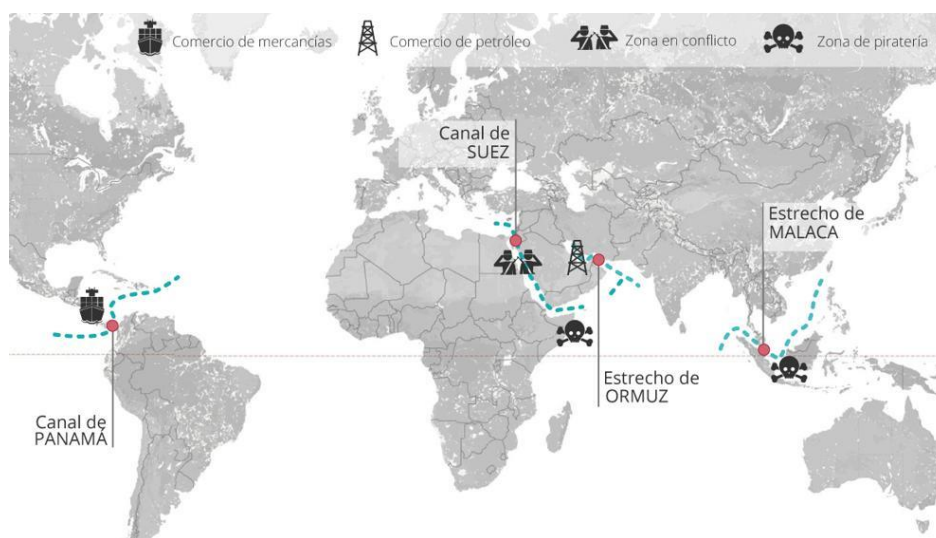 Comercio de mercancías
Comercio de petróleo
Zona en conflicto
Zona de piratería
Canal de
SUEZ
Estrecho de
MALACA
Estrecho de
ORMUZ
Canal de
PANAMÁ